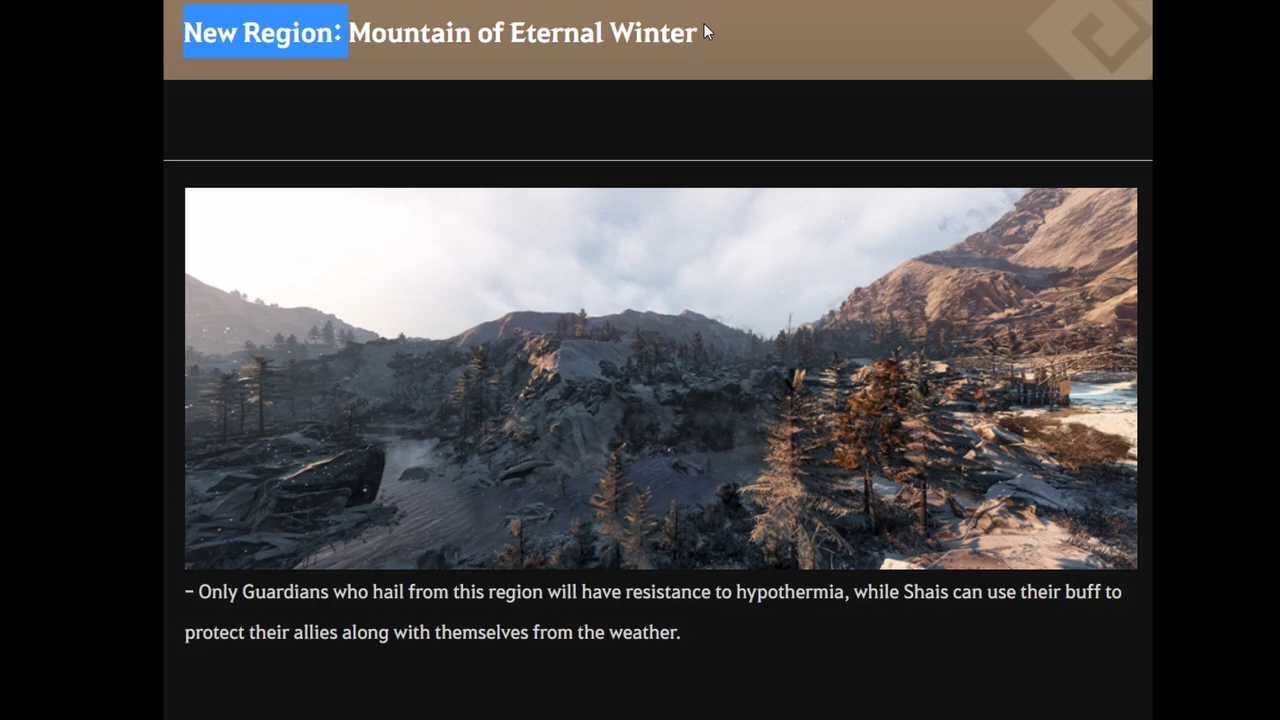 New Region: Mountain of Eternal Winter
– Only Guardians who hail from this region will have resistance to hypothermia, while Shais can use their buff to
protect their allies along with themselves from the weather.